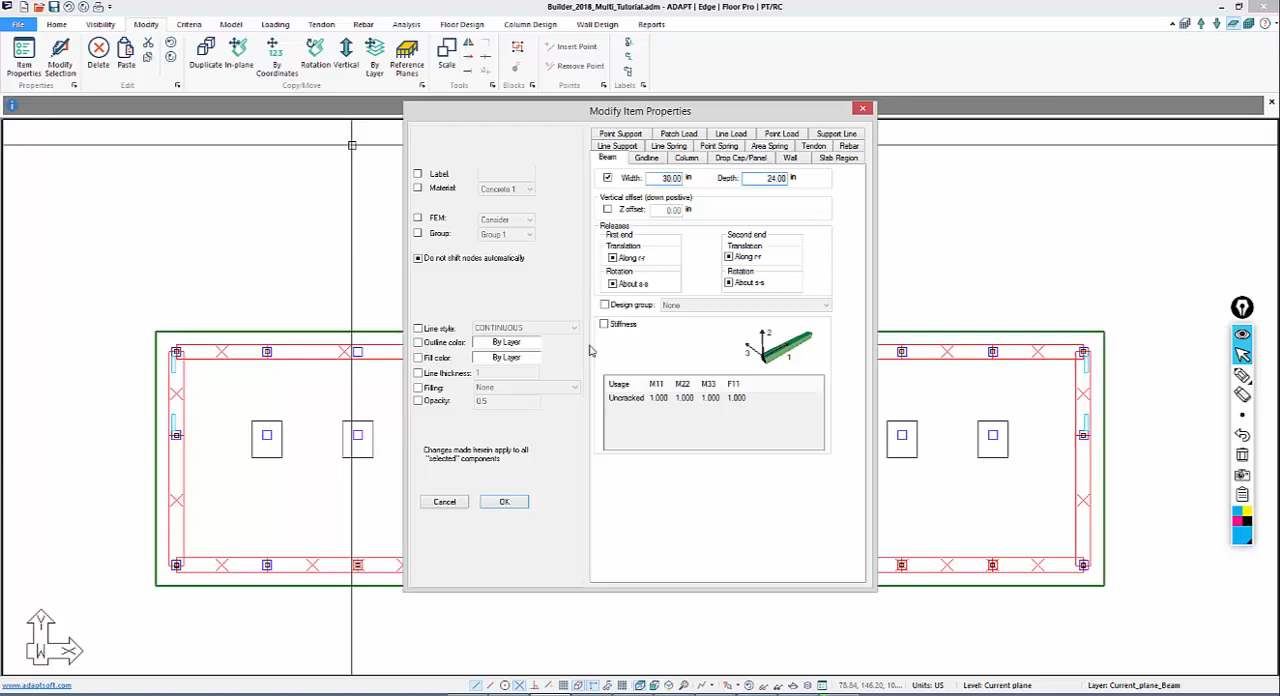 Builder_2018_Multi_Tutorial.adm - ADAPT | Edge | Floor Pro | PT/RC
File Home Visibility Modify Criteria Model Loading Tendon Rebar Analysis Floor Design Column Design Wall Design Reports
Item Properties
Modify Selection
Delete
Paste
Duplicate
In-plane
By Coordinates
Rotation
Vertical
By Layer
Reference Planes
Scale
Insert Point
Remove Point
Properties Edit Copy/Move Tools Blocks Points Labels
Modify Item Properties
Point Support Patch Load Line Load Point Load Support Line
Line Support Line Spring Point Spring Area Spring Tendon Rebar
Beam Gridline Column Drop Cap/Panel Wall Slab Region
Label:
Material: Concrete 1
FEM: Consider
Group: Group 1
Do not shift nodes automatically
Line style: CONTINUOUS
Outline color: By Layer
Fill color: By Layer
Line thickness: 1
Filling: None
Opacity: 0.5
Changes made herein apply to all
"selected" components
Cancel OK
Width: 30.00 in Depth: 24.00 in
Vertical offset (down positive)
Z offset: 0.00 in
Releases
First end Second end
Translation Translation
Along r-r Along r-r
Rotation Rotation
About s-s About s-s
Design group: None
Stiffness
2
3 1
Usage M11 M22 M33 F11
Uncracked 1.000 1.000 1.000 1.000
Y
W X
www.adaptsoft.com
78.84, 146.20, 10... Units: US Level: Current plane Layer: Current_plane_Beam